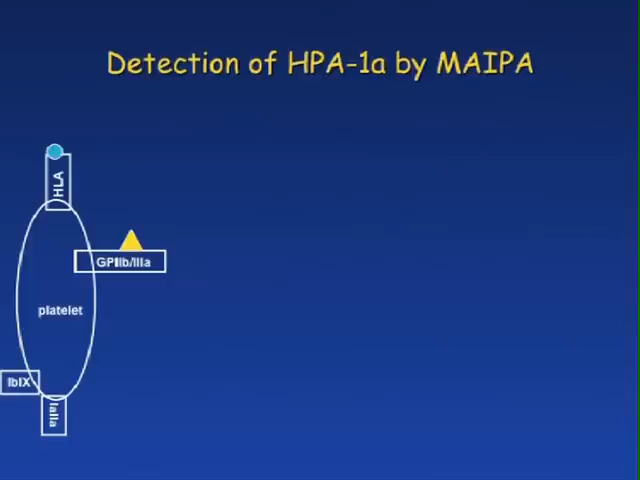 Detection of HPA-1a by MAIPA
HLA
GPIIb/IIIa
platelet
IbIX
IaIIa